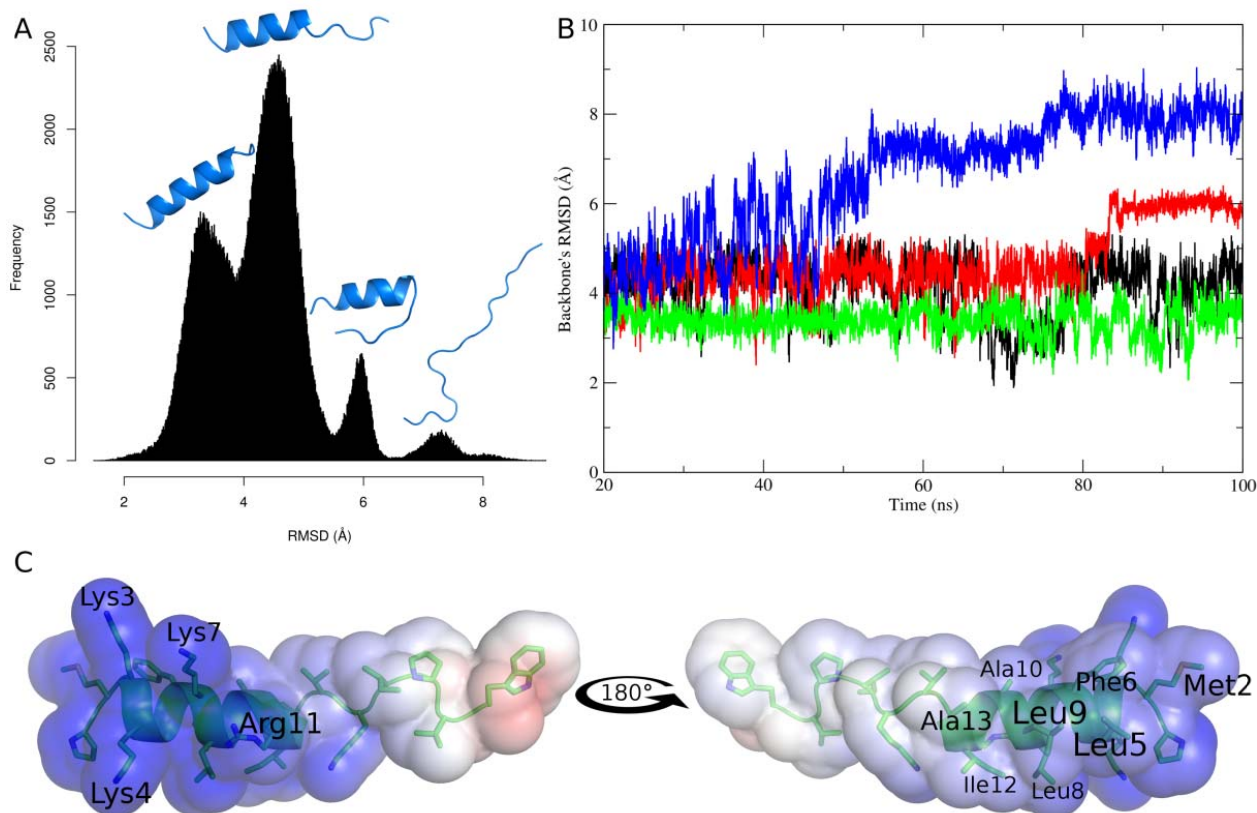 A
Frequency
2500
2000
1500
1000
500
0
2 4 6 8
RMSD (Å)
B
Backbone's RMSD (Å)
10
8
6
4
2
0
20 40 60 80 100
Time (ns)
C
Lys3
Lys7
Arg11
Lys4
180°
Ala10
Phe6
Met2
Ala13
Leu9
Leu5
Ile12
Leu8